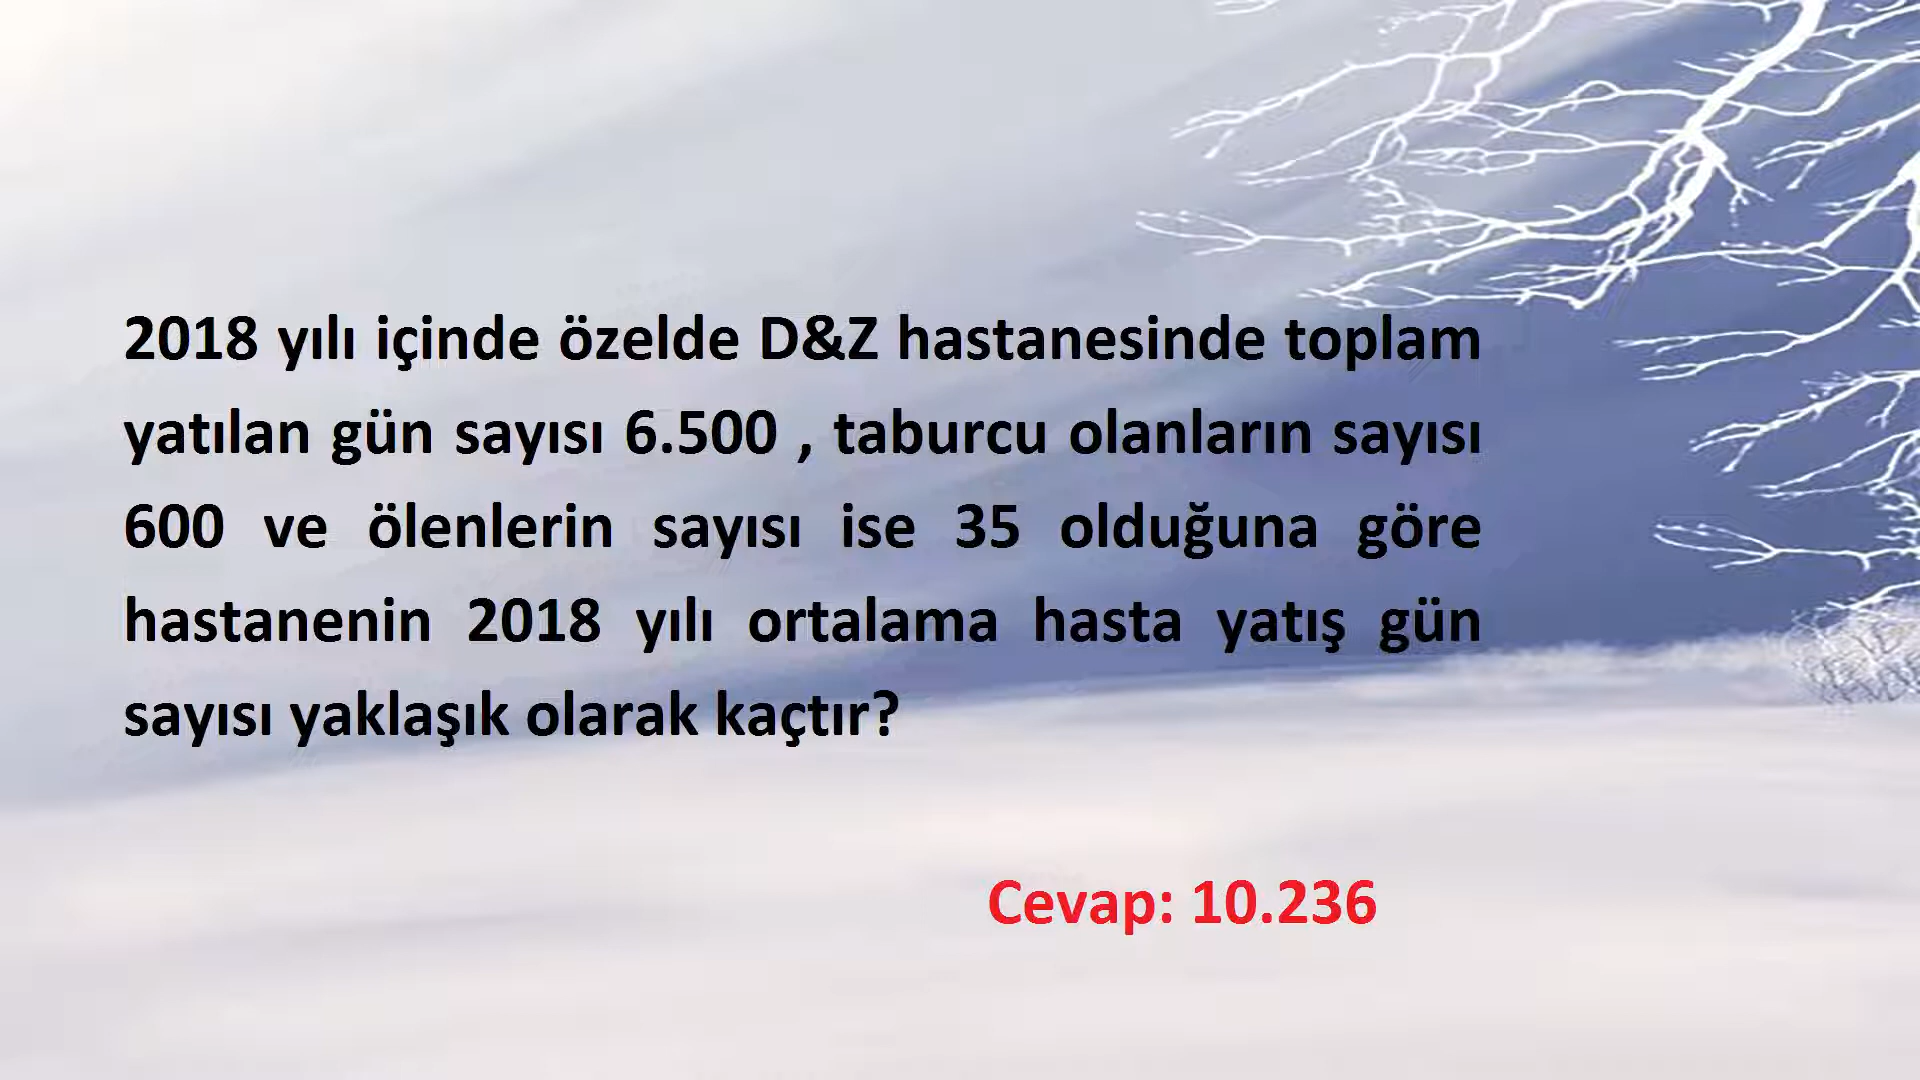 2018 yılı içinde özelde D&Z hastanesinde toplam
yatılan gün sayısı 6.500 , taburcu olanların sayısı
600 ve ölenlerin sayısı ise 35 olduğuna göre
hastanenin 2018 yılı ortalama hasta yatış gün
sayısı yaklaşık olarak kaçtır?
Cevap: 10.236